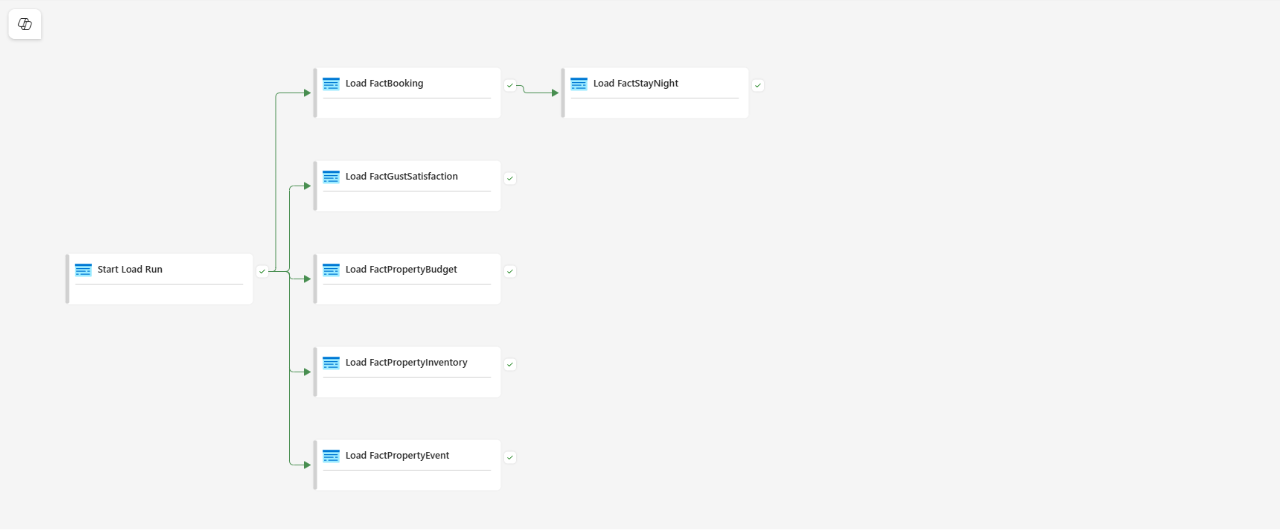 Load FactBooking
Load FactStayNight
Load FactGustSatisfaction
Start Load Run
Load FactPropertyBudget
Load FactPropertyInventory
Load FactPropertyEvent